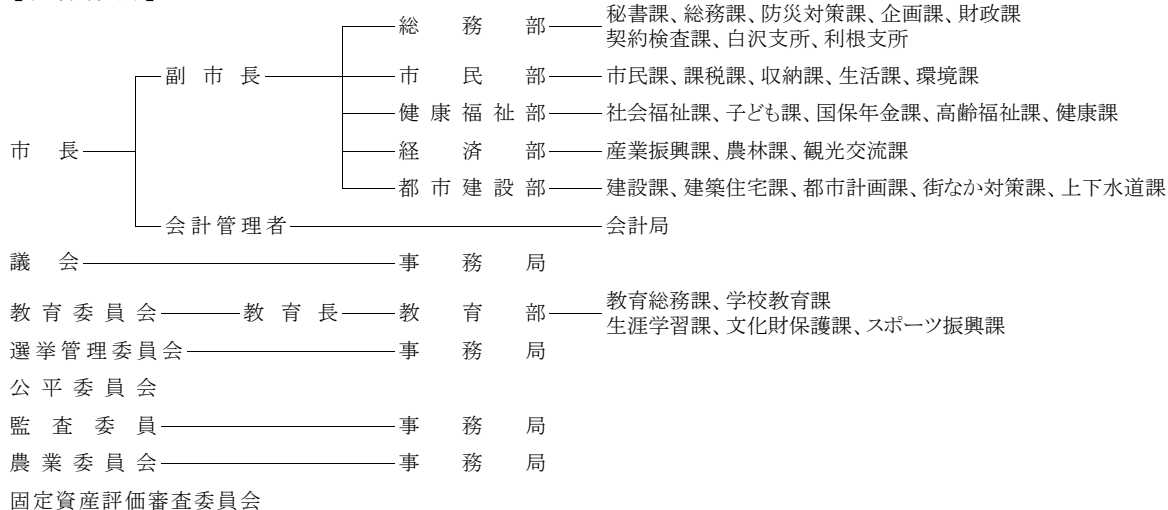 総務部 秘書課、総務課、防災対策課、企画課、財政課
契約検査課、白沢支所、利根支所
副市長 市民部 市民課、課税課、収納課、生活課、環境課
健康福祉部 社会福祉課、子ども課、国保年金課、高齢福祉課、健康課
市長 経済部 産業振興課、農林課、観光交流課
都市建設部 建設課、建築住宅課、都市計画課、街なか対策課、上下水道課
会計管理者 会計局
議会 事務局
教育委員会 教育長 教育部 教育総務課、学校教育課
生涯学習課、文化財保護課、スポーツ振興課
選挙管理委員会 事務局
公平委員会
監査委員 事務局
農業委員会 事務局
固定資産評価審査委員会